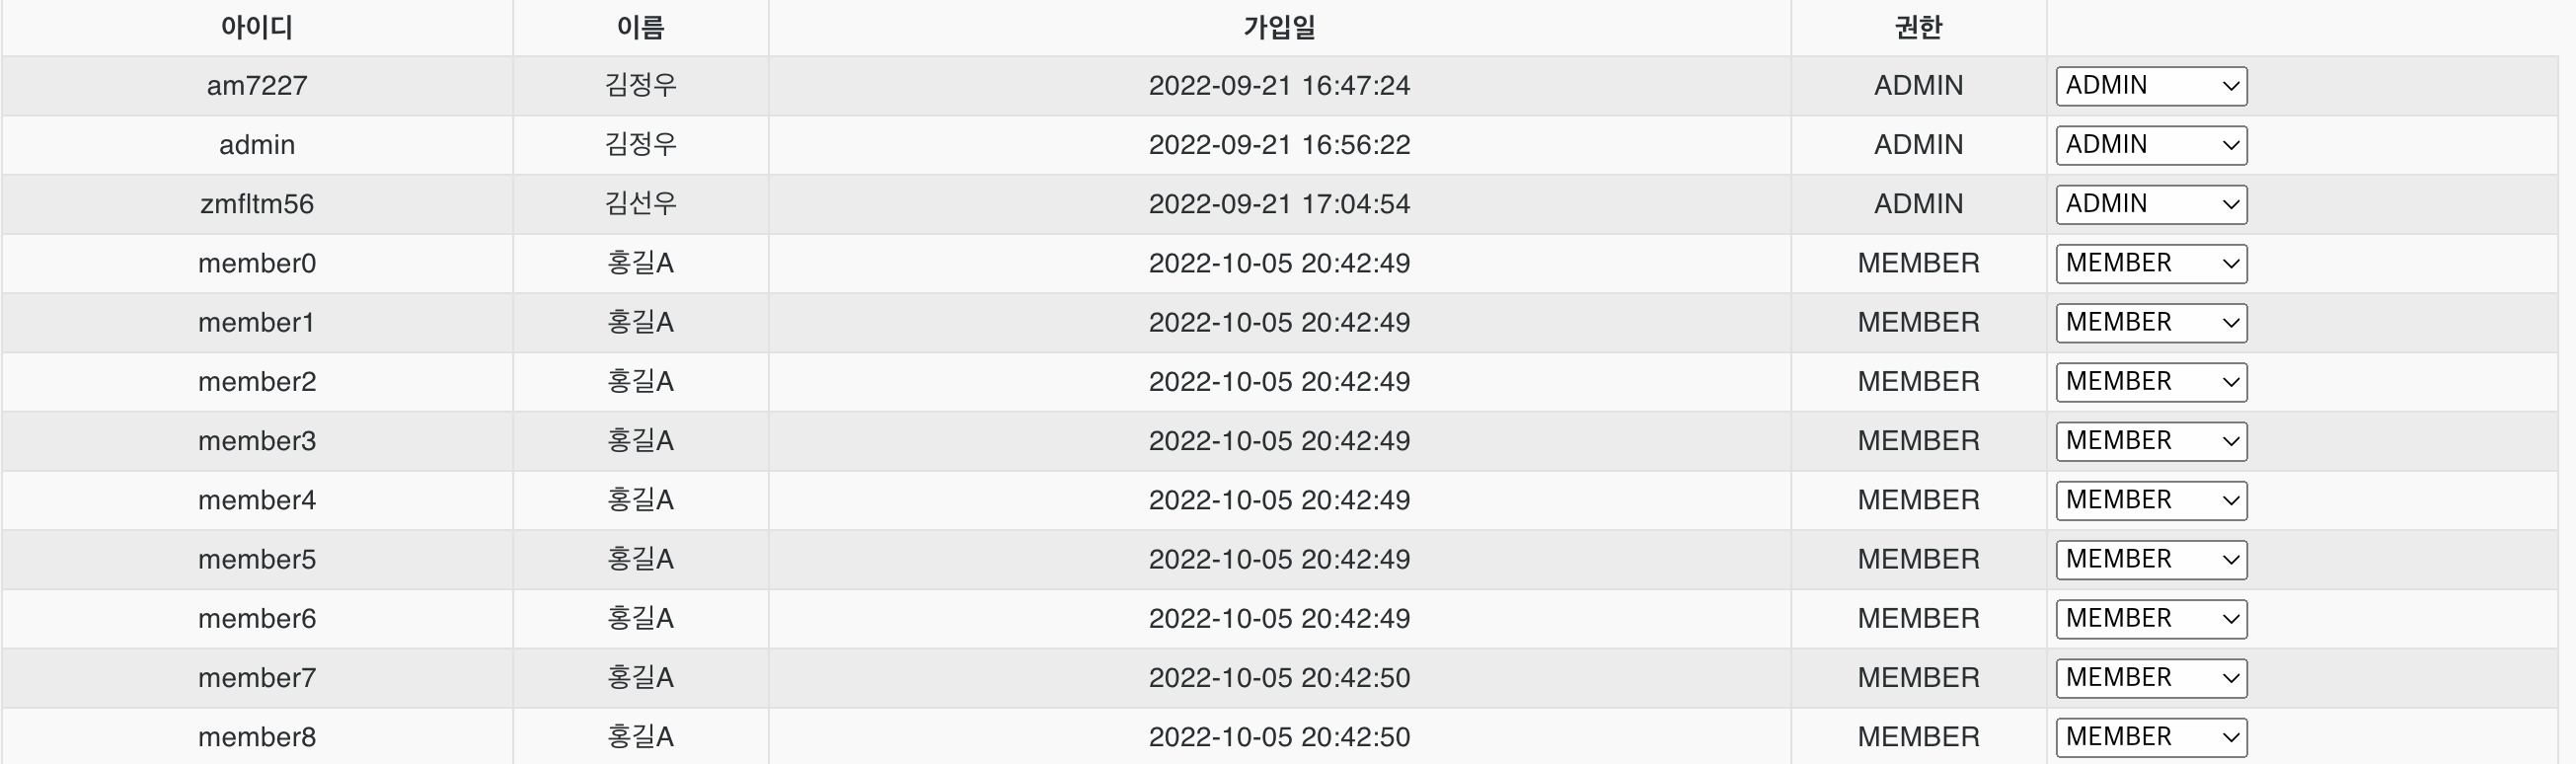 아이디 이름 가입일 권한
am7227 김정우 2022-09-21 16:47:24 ADMIN ADMIN
admin 김정우 2022-09-21 16:56:22 ADMIN ADMIN
zmfltm56 김선우 2022-09-21 17:04:54 ADMIN ADMIN
member0 홍길A 2022-10-05 20:42:49 MEMBER MEMBER
member1 홍길A 2022-10-05 20:42:49 MEMBER MEMBER
member2 홍길A 2022-10-05 20:42:49 MEMBER MEMBER
member3 홍길A 2022-10-05 20:42:49 MEMBER MEMBER
member4 홍길A 2022-10-05 20:42:49 MEMBER MEMBER
member5 홍길A 2022-10-05 20:42:49 MEMBER MEMBER
member6 홍길A 2022-10-05 20:42:49 MEMBER MEMBER
member7 홍길A 2022-10-05 20:42:50 MEMBER MEMBER
member8 홍길A 2022-10-05 20:42:50 MEMBER MEMBER